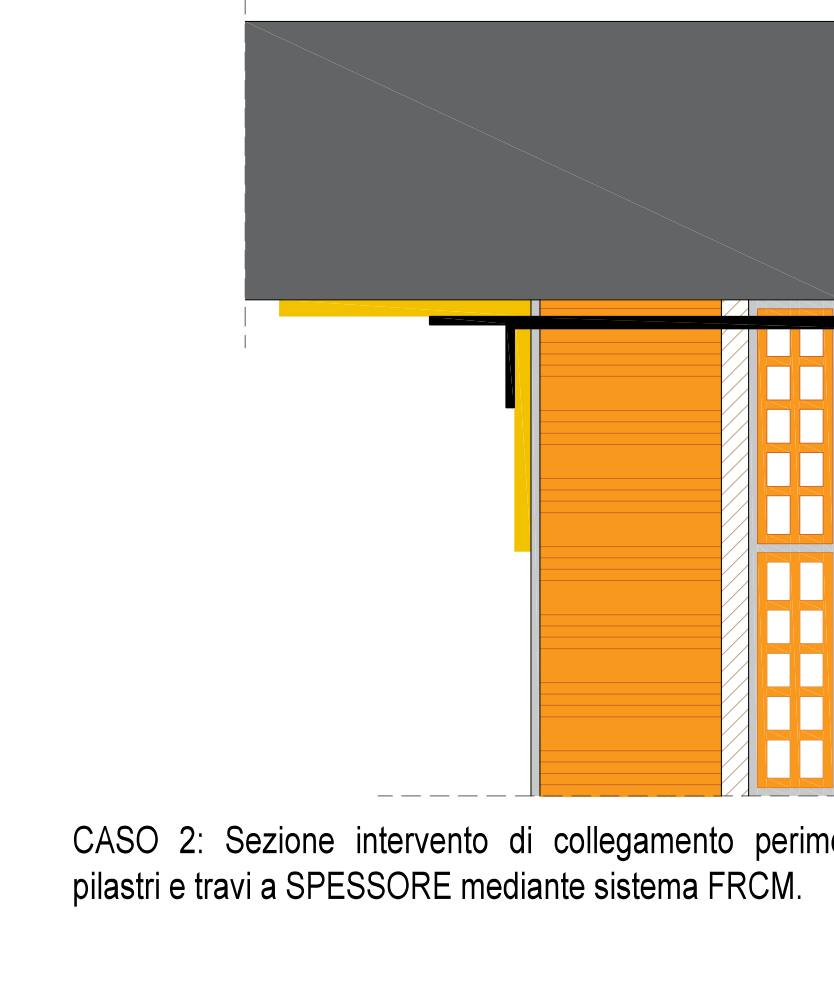 CASO 2: Sezione intervento di collegamento
pilastri e travi a SPESSORE mediante sistema FRCM.